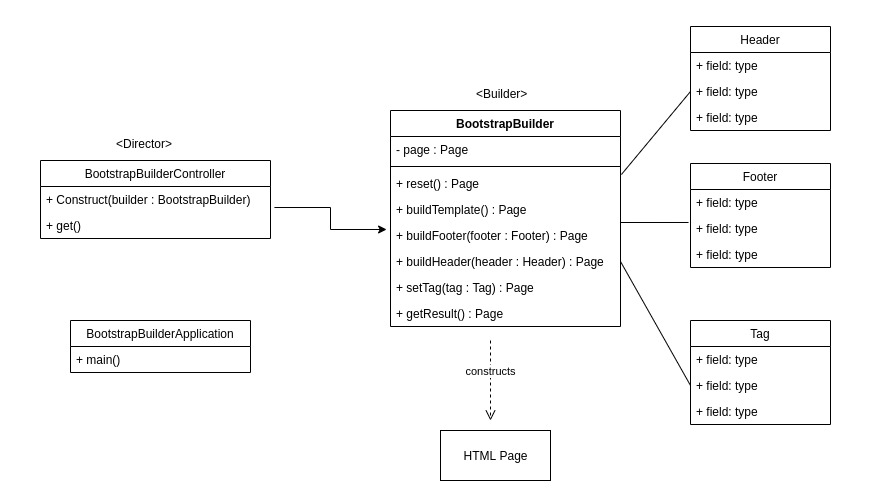 <Director>
BootstrapBuilderController
+ Construct(builder : BootstrapBuilder)
+ get()
BootstrapBuilderApplication
+ main()
<Builder>
BootstrapBuilder
- page : Page
+ reset() : Page
+ buildTemplate() : Page
+ buildFooter(footer : Footer) : Page
+ buildHeader(header : Header) : Page
+ setTag(tag : Tag) : Page
+ getResult() : Page
constructs
HTML Page
Header
+ field: type
+ field: type
+ field: type
Footer
+ field: type
+ field: type
+ field: type
Tag
+ field: type
+ field: type
+ field: type